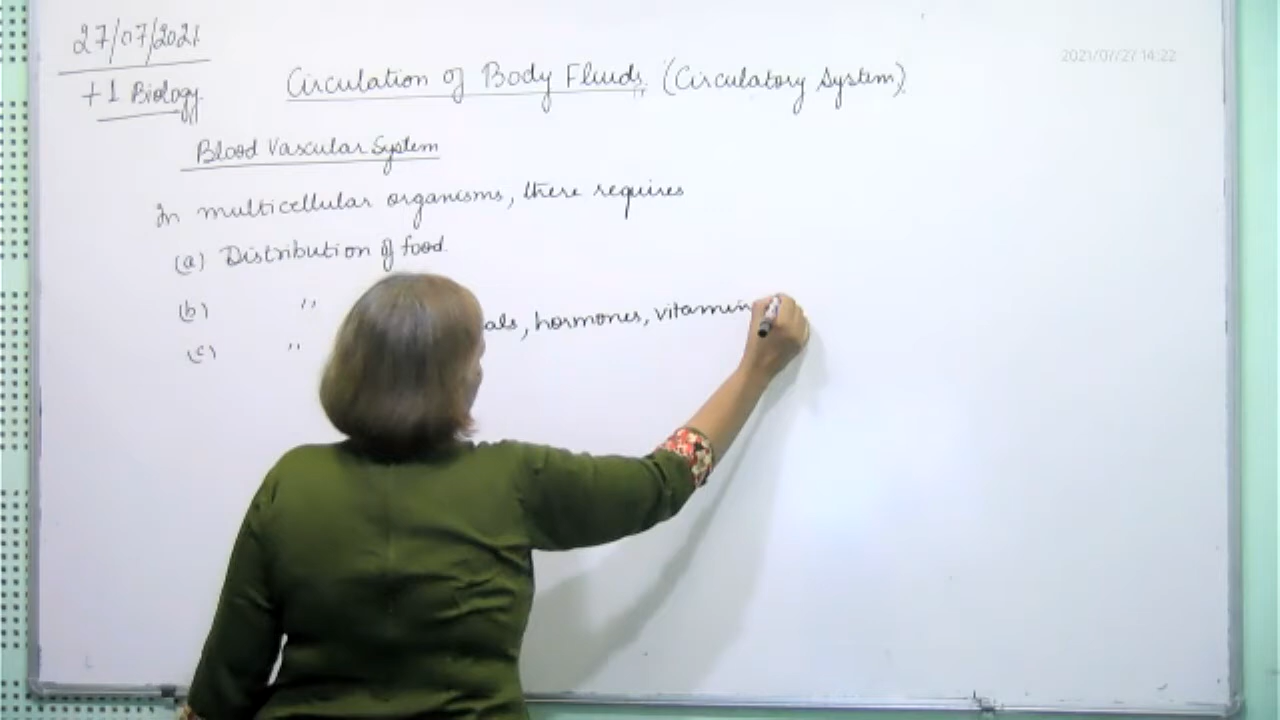 27/07/2021
+1 Biology
2021/07/27 14:22
Circulation of Body Fluids (Circulatory System)
Blood Vascular System
In multicellular organisms, there requires
(a) Distribution of food
(b) "
(c) " als, hormones, vitamin